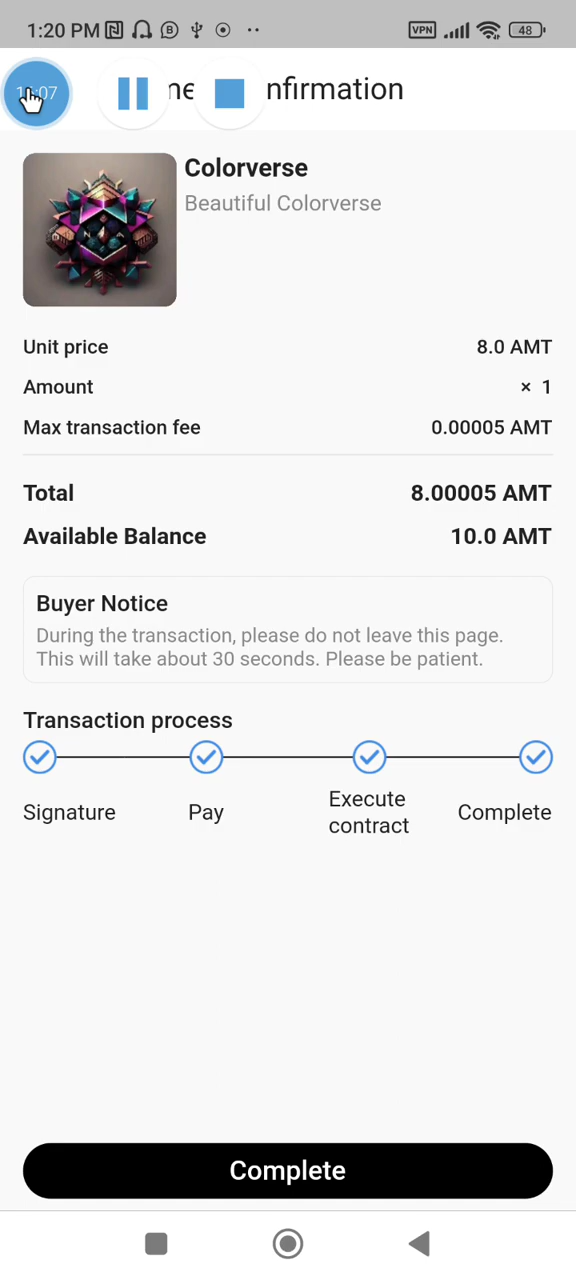 1:20 PM
VPN
48
nfirmation
Colorverse
Beautiful Colorverse
Unit price 8.0 AMT
Amount × 1
Max transaction fee 0.00005 AMT
Total 8.00005 AMT
Available Balance 10.0 AMT
Buyer Notice
During the transaction, please do not leave this page.
This will take about 30 seconds. Please be patient.
Transaction process
Signature Pay Execute contract Complete
Complete